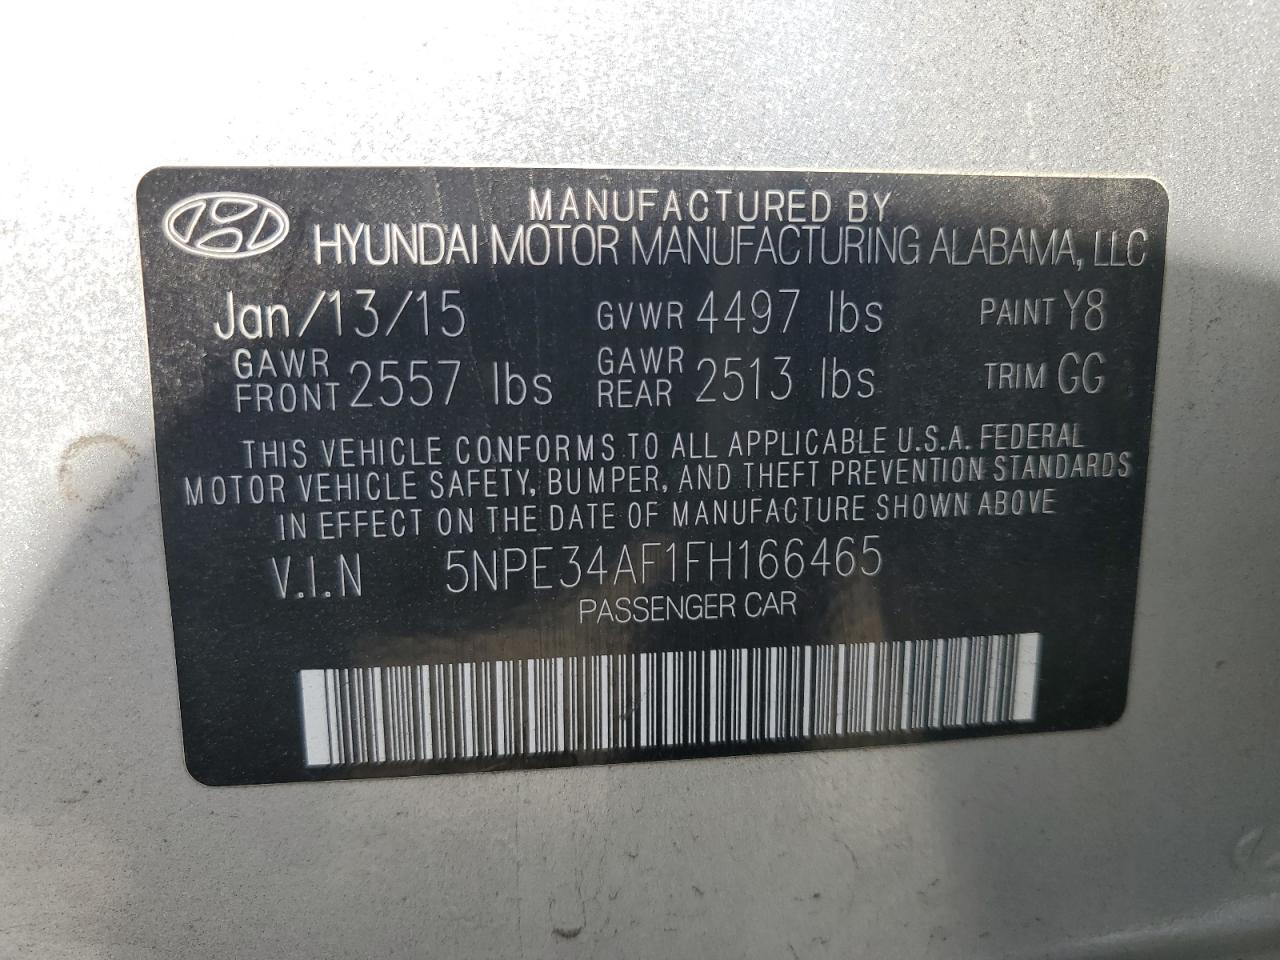 MANUFACTURED BY
HYUNDAI MOTOR MANUFACTURING ALABAMA, LLC
Jan/13/15 GVWR 4497 lbs PAINT Y8
GAWR FRONT 2557 lbs GAWR REAR 2513 lbs TRIM GG
THIS VEHICLE CONFORMS TO ALL APPLICABLE U.S.A. FEDERAL
MOTOR VEHICLE SAFETY, BUMPER, AND THEFT PREVENTION STANDARDS
IN EFFECT ON THE DATE OF MANUFACTURE SHOWN ABOVE
V.I.N 5NPE34AF1FH166465
PASSENGER CAR